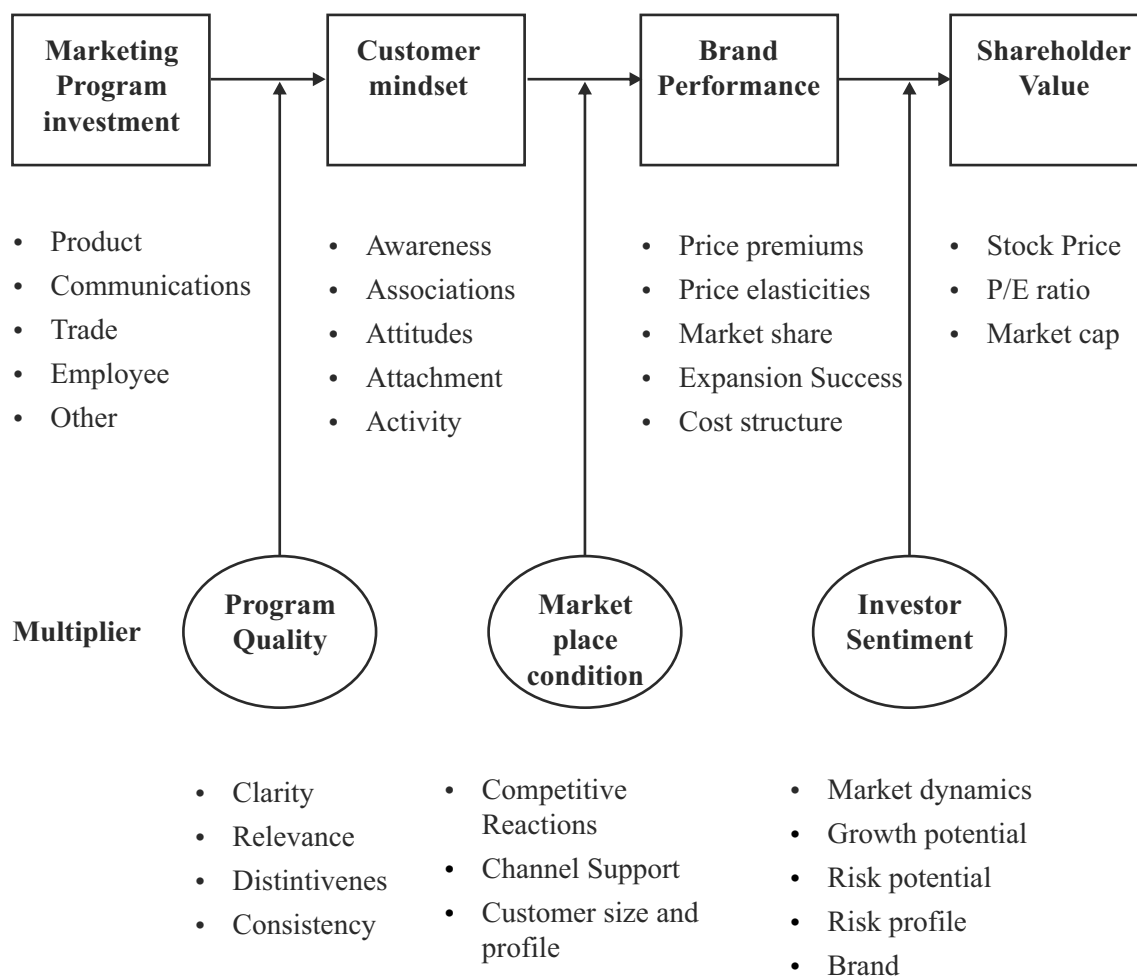 Marketing
Program
investment
Customer
mindset
Brand
Performance
Shareholder
Value
• Product
• Communications
• Trade
• Employee
• Other
• Awareness
• Associations
• Attitudes
• Attachment
• Activity
• Price premiums
• Price elasticities
• Market share
• Expansion Success
• Cost structure
• Stock Price
• P/E ratio
• Market cap
Multiplier
Program
Quality
Market
place
condition
Investor
Sentiment
• Clarity
• Relevance
• Distintivenes
• Consistency
• Competitive
Reactions
• Channel Support
• Customer size and
profile
• Market dynamics
• Growth potential
• Risk potential
• Risk profile
• Brand